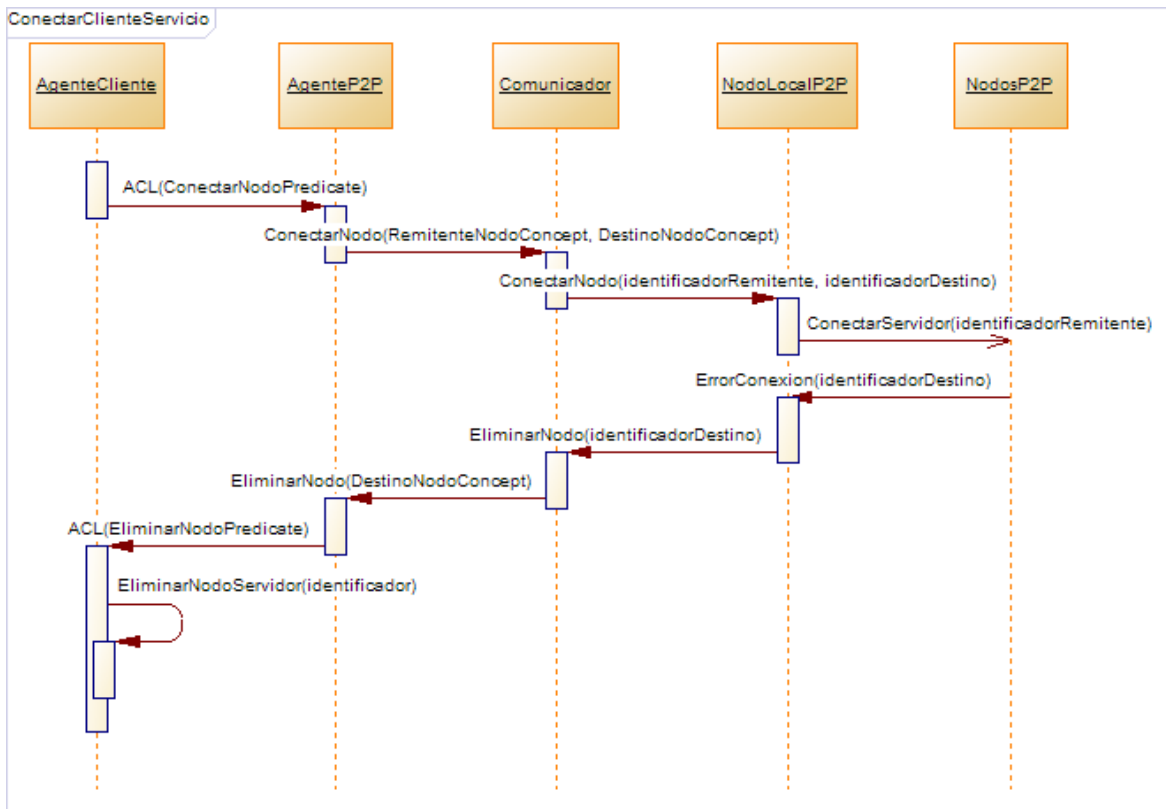 ConectarClienteServicio
AgenteCliente
AgenteP2P
Comunicador
NodoLocalP2P
NodosP2P
ACL(ConectarNodoPredicate)
ConectarNodo(RemitenteNodoConcept, DestinoNodoConcept)
ConectarNodo(identificadorRemitente, identificadorDestino)
ConectarServidor(identificadorRemitente)
ErrorConexion(identificadorDestino)
EliminarNodo(identificadorDestino)
EliminarNodo(DestinoNodoConcept)
ACL(EliminarNodoPredicate)
EliminarNodoServidor(identificador)